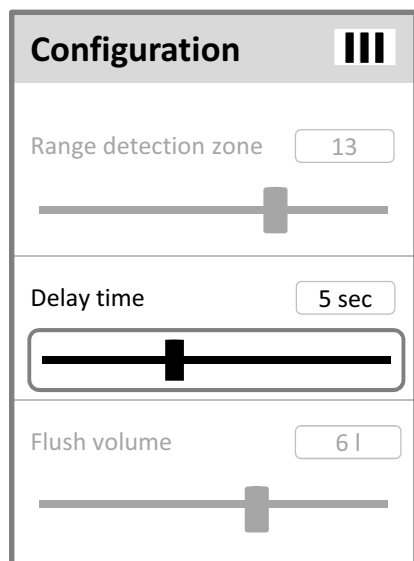 Configuration
Range detection zone 13
Delay time 5 sec
Flush volume 6 l